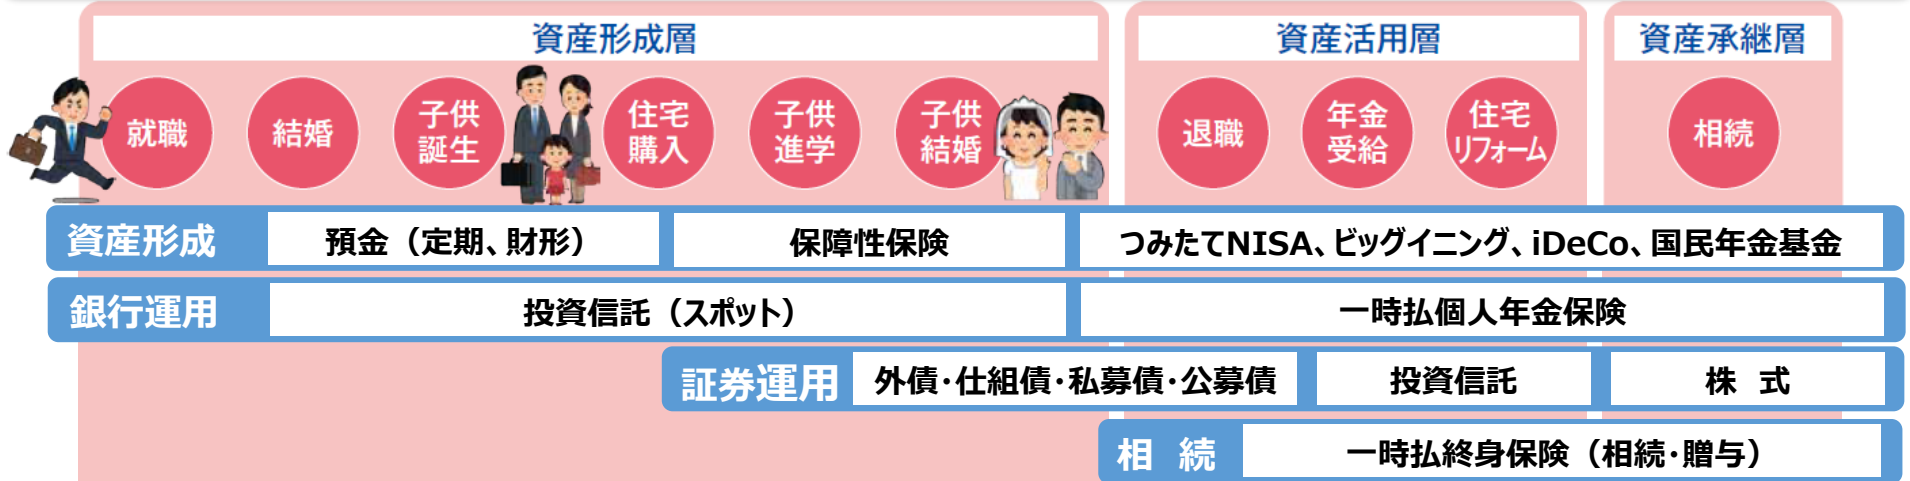 資産形成層
資産活用層
資産承継層
就職
結婚
子供
誕生
住宅
購入
子供
進学
子供
結婚
退職
年金
受給
住宅
リフォーム
相続
資産形成
預金（定期、財形）
保障性保険
つみたてNISA、ビッグイニング、iDeCo、国民年金基金
銀行運用
投資信託（スポット）
一時払個人年金保険
証券運用
外債・仕組債・私募債・公募債
投資信託
株 式
相 続
一時払終身保険（相続・贈与）